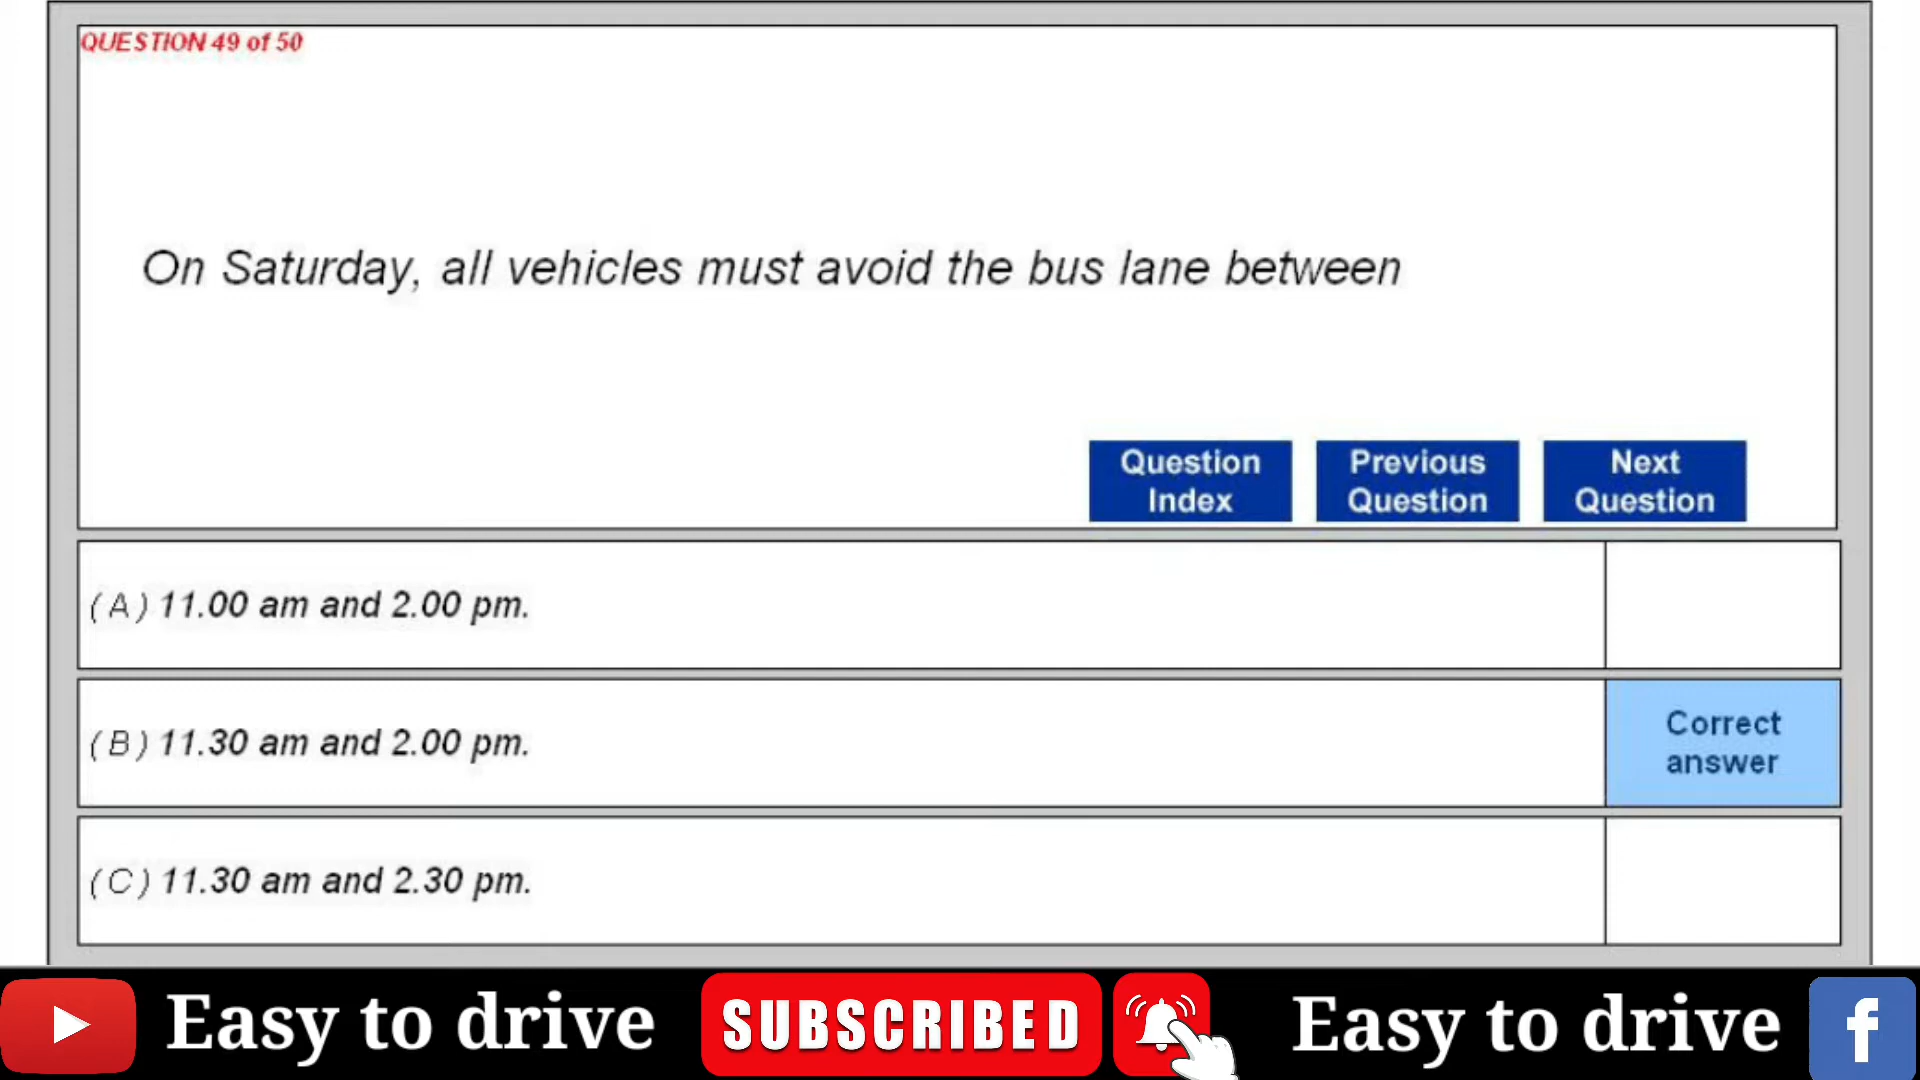 QUESTION 49 of 50
On Saturday, all vehicles must avoid the bus lane between
Question Index
Previous Question
Next Question
(A) 11.00 am and 2.00 pm.
(B) 11.30 am and 2.00 pm.
Correct answer
(C) 11.30 am and 2.30 pm.
Easy to drive
SUBSCRIBED
Easy to drive
f